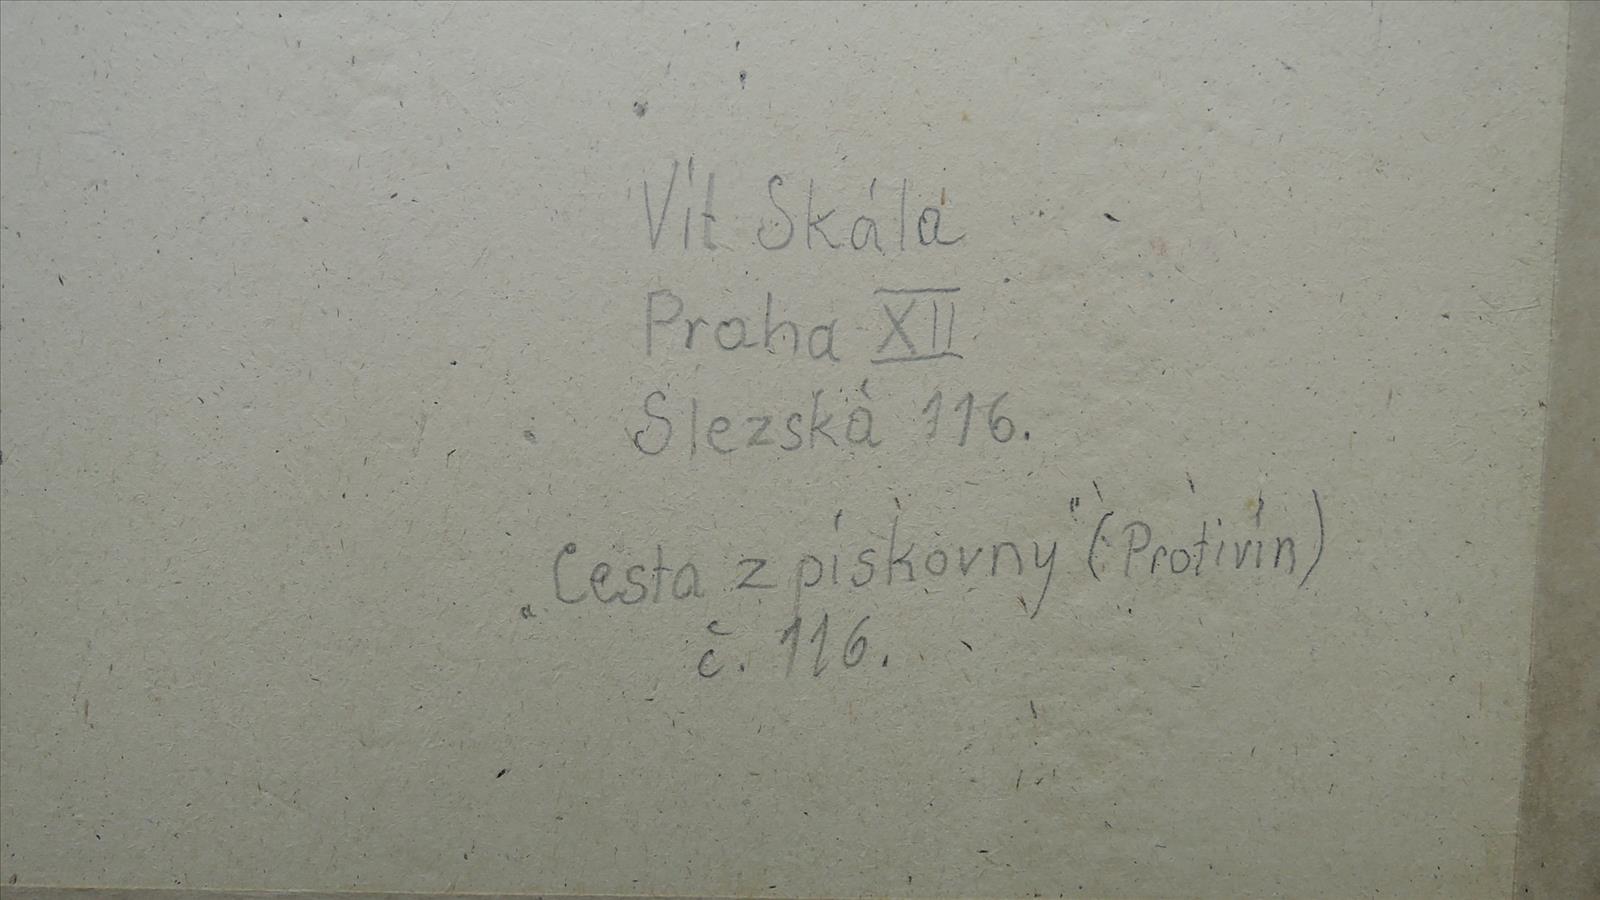 Vít Skála
Praha XII
Slezská 116.
„Cesta z pískovny" (Protivín)
č. 116.